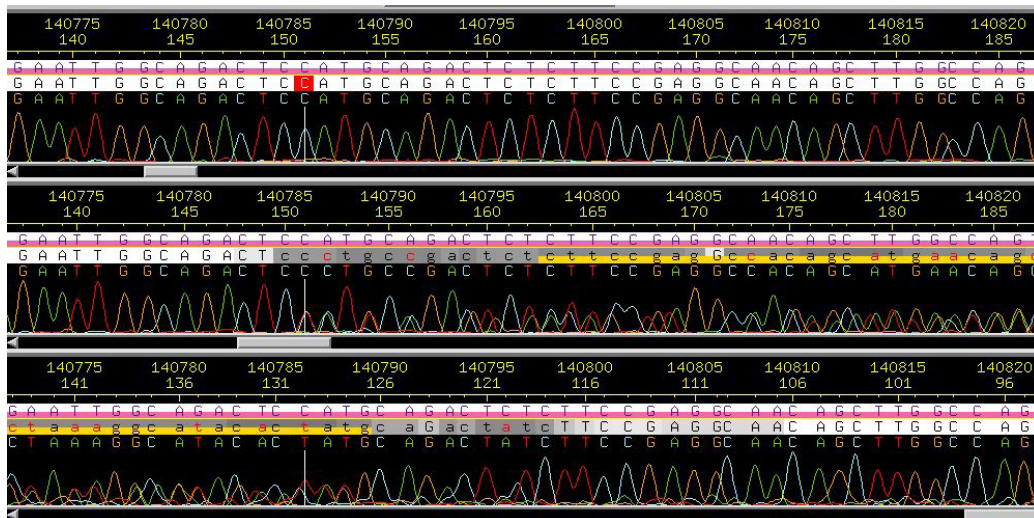 140775 140780 140785 140790 140795 140800 140805 140810 140815 140820
140 145 150 155 160 165 170 175 180 185
G A A T T G G C A G A C T C C A T G C A G A C T C T C T T C C G A G G C A A C A G C T T G G C C A G
G A A T T G G C A G A C T C C A T G C A G A C T C T C T T C C G A G G C A A C A G C T T G G C C A G
G A A T T G G C A G A C T C C A T G C A G A C T C T C T T C C G A G G C A A C A G C T T G G C C A G
140775 140780 140785 140790 140795 140800 140805 140810 140815 140820
140 145 150 155 160 165 170 175 180 185
G A A T T G G C A G A C T C C A T G C A G A C T C T C T T C C G A G G C A A C A G C T T G G C C A G T
G A A T T G G C A G A C T c c c t g c c g a c t c t c t t c c g a g G c c a c a g c a t g a a c a g c
G A A T T G G C A G A C T C C C T G C C G A C T C T C T T C C G A G G C C A C A G C A T G A A C A G C
140775 140780 140785 140790 140795 140800 140805 140810 140815 140820
141 136 131 126 121 116 111 106 101 96
G A A T T G G C A G A C T C C A T G C A G A C T C T C T T C C G A G G C A A C A G C T T G G C C A G
c t a a a g g c a t a c a c t a t g c a G a c t a t c T T C C G A G G C A A C A G C T T G G C C A G
C T A A A G G C A T A C A C T A T G C A G A C T A T C T T C C G A G G C A A C A G C T T G G C C A G